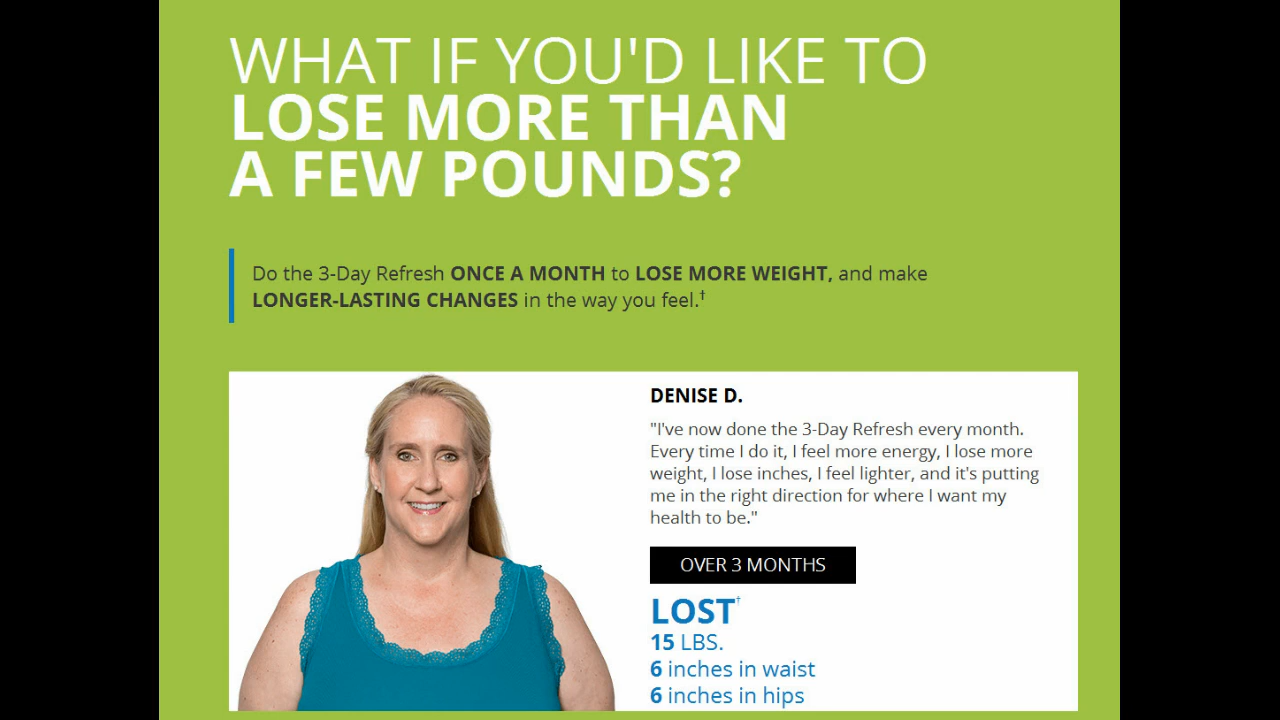 WHAT IF YOU'D LIKE TO
LOSE MORE THAN
A FEW POUNDS?
Do the 3-Day Refresh ONCE A MONTH to LOSE MORE WEIGHT, and make
LONGER-LASTING CHANGES in the way you feel.†
DENISE D.
"I've now done the 3-Day Refresh every month.
Every time I do it, I feel more energy, I lose more
weight, I lose inches, I feel lighter, and it's putting
me in the right direction for where I want my
health to be."
OVER 3 MONTHS
LOST†
15 LBS.
6 inches in waist
6 inches in hips